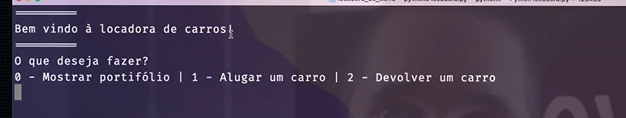 ==========
Bem vindo à locadora de carros!
==========
O que deseja fazer?
0 - Mostrar portifólio | 1 - Alugar um carro | 2 - Devolver um carro